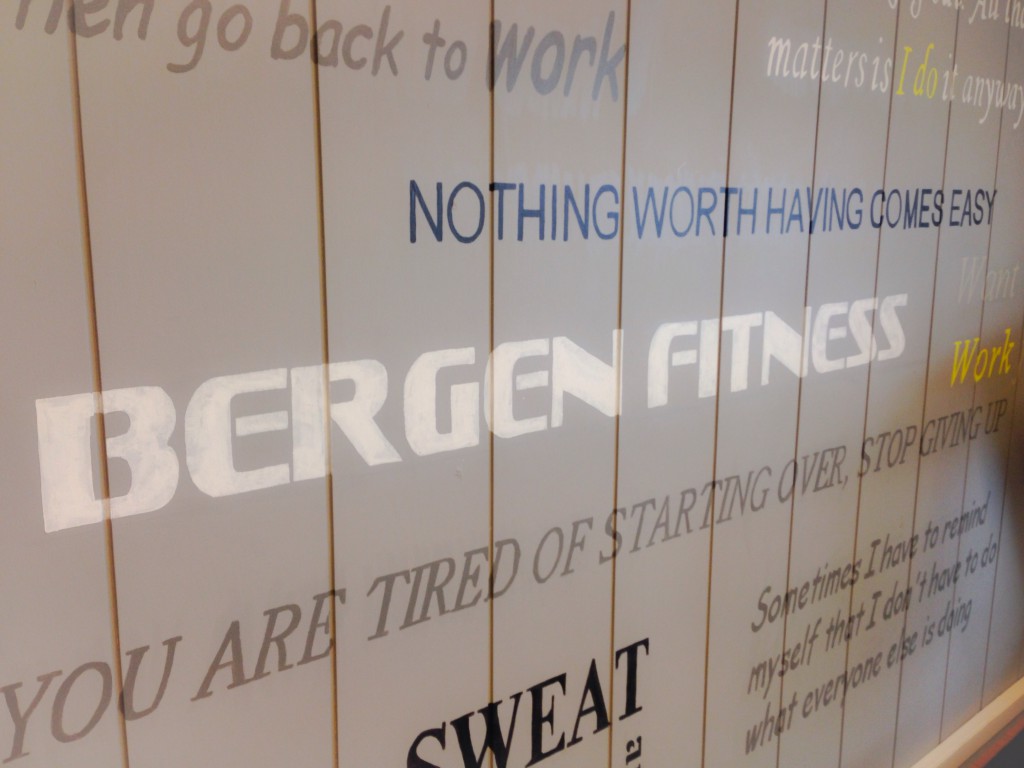 then go back to work
matters is I do it anyway
NOTHING WORTH HAVING COMES EASY
Want
Work
BERGEN FITNESS
YOU ARE TIRED OF STARTING OVER, STOP GIVING UP
Sometimes I have to remind
myself that I don't have to do
what everyone else is doing
SWEAT